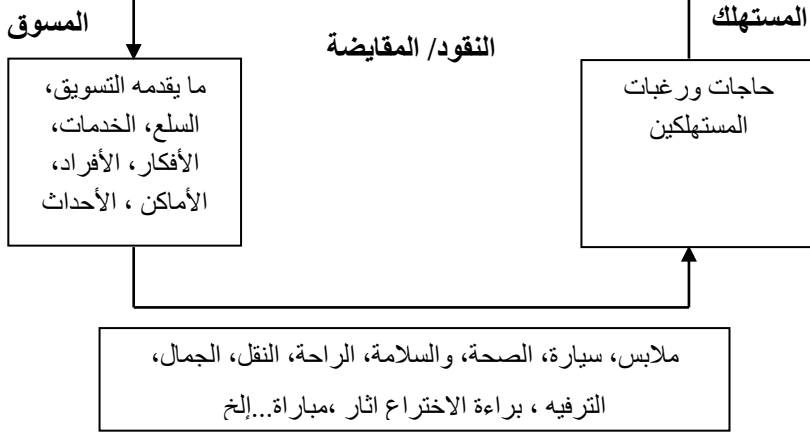 المستهلك
المسوق
النقود/ المقايضة
حاجات ورغبات
المستهلكين
ما يقدمه التسويق،
السلع، الخدمات،
الأفكار، الأفراد،
الأماكن ، الأحداث
ملابس، سيارة، الصحة، والسلامة، الراحة، النقل، الجمال،
الترفيه ، براءة الاختراع اثار ،مباراة...إلخ